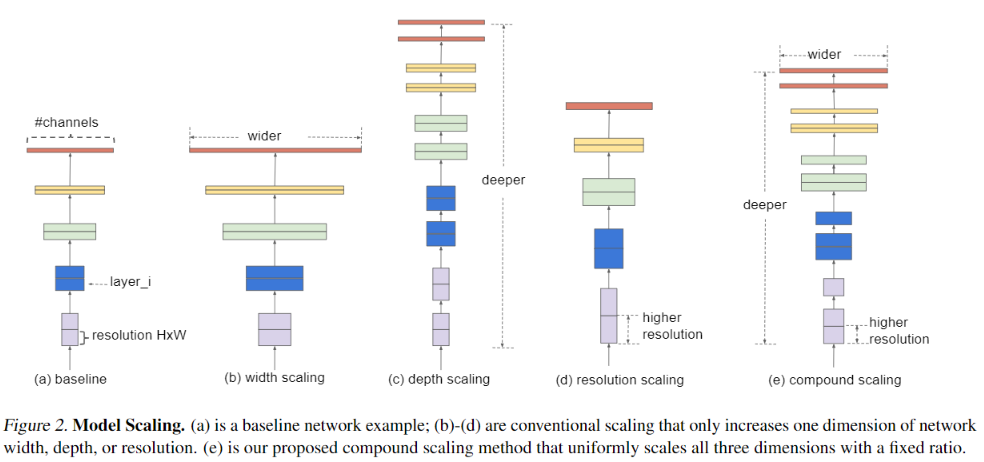 #channels
layer_i
resolution HxW
(a) baseline
wider
(b) width scaling
deeper
(c) depth scaling
higher
resolution
(d) resolution scaling
wider
deeper
higher
resolution
(e) compound scaling
Figure 2. Model Scaling. (a) is a baseline network example; (b)-(d) are conventional scaling that only increases one dimension of network
width, depth, or resolution. (e) is our proposed compound scaling method that uniformly scales all three dimensions with a fixed ratio.